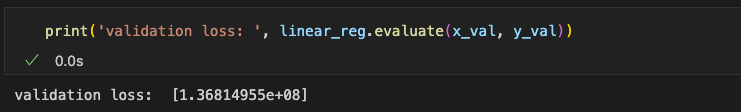 print('validation loss: ', linear_reg.evaluate(x_val, y_val))
0.0s
validation loss:  [1.36814955e+08]